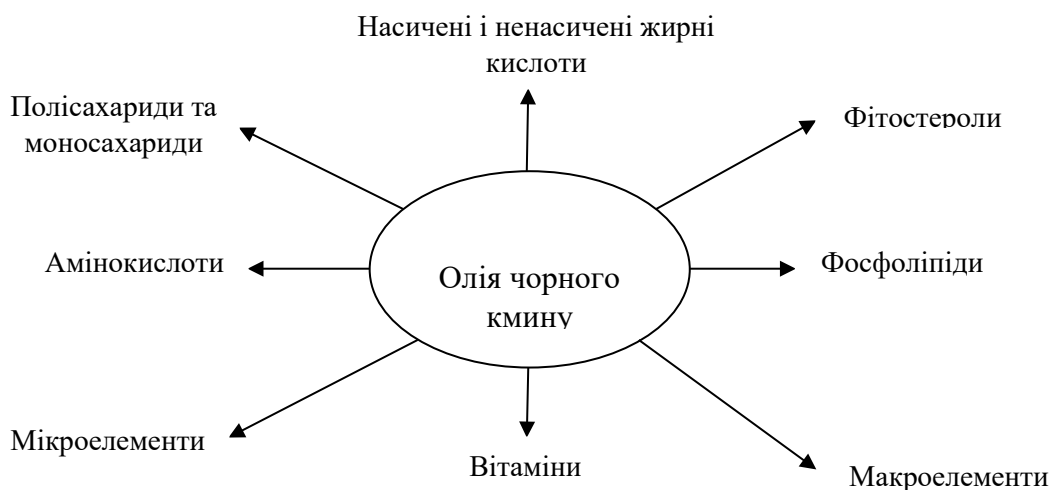 Насичені і ненасичені жирні
кислоти
Полісахариди та
моносахариди
Фітостероли
Амінокислоти
Олія чорного
кмину
Фосфоліпіди
Мікроелементи
Вітаміни
Макроелементи